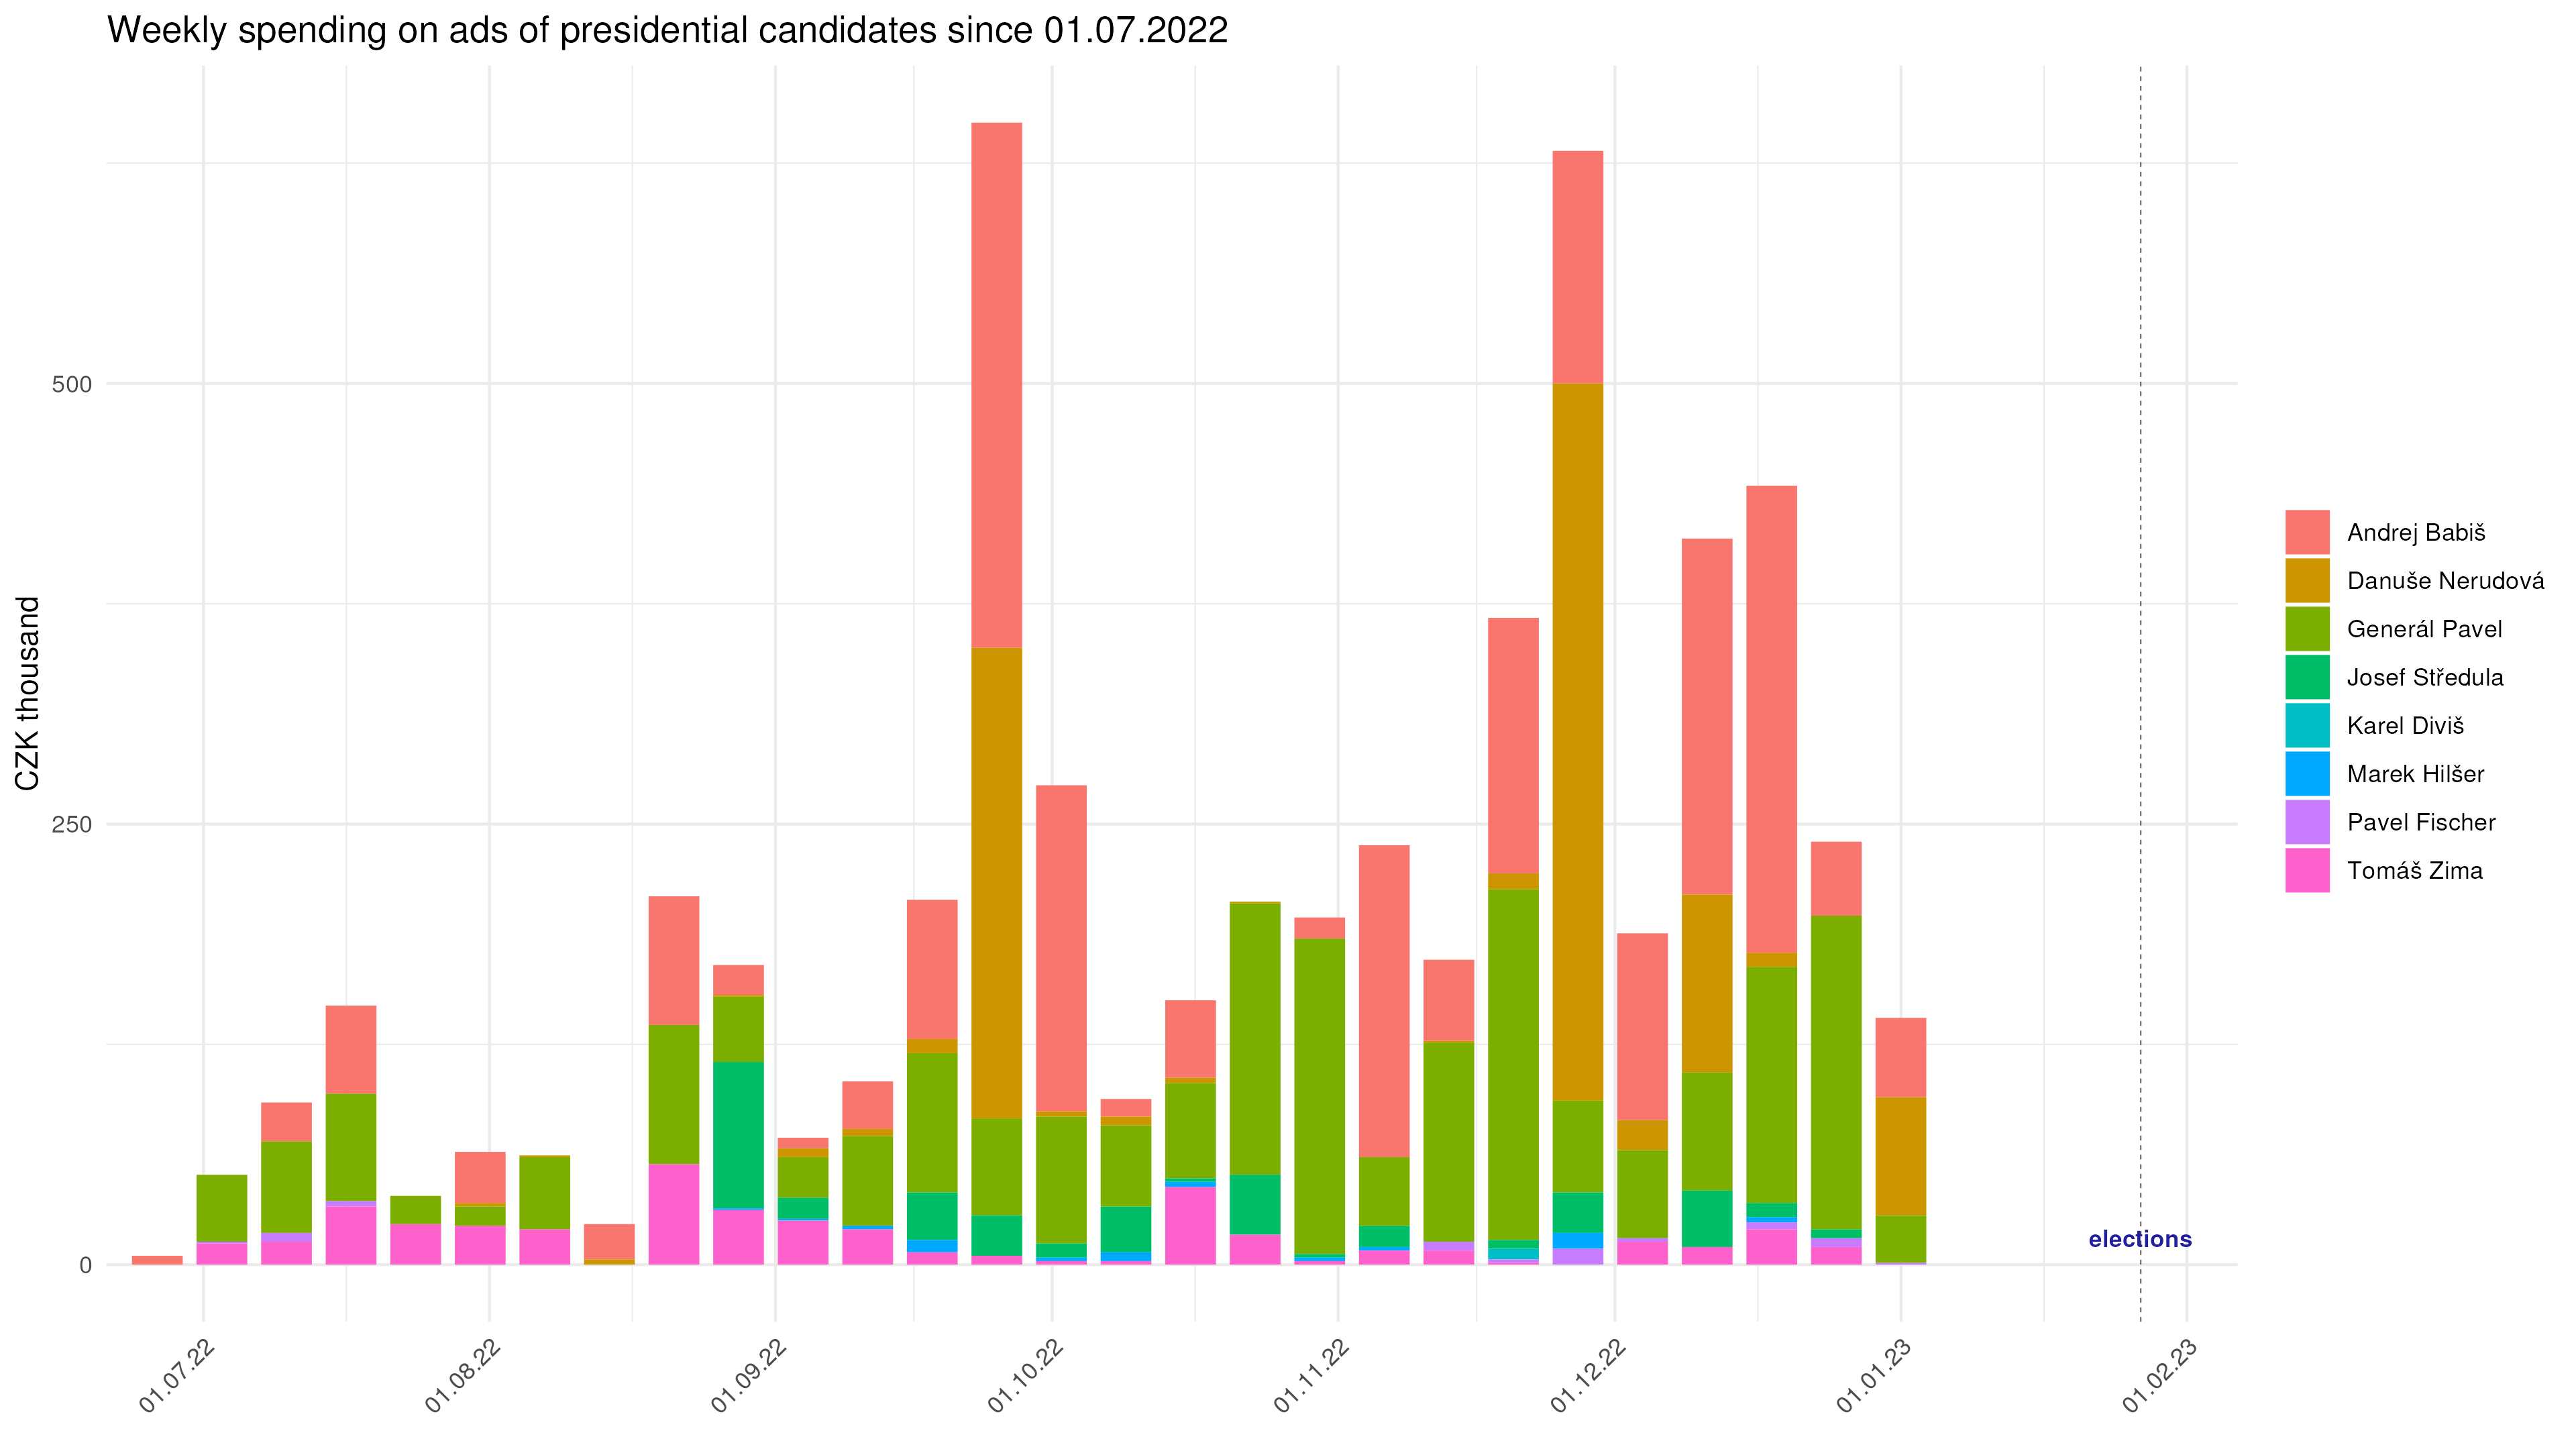 Weekly spending on ads of presidential candidates since 01.07.2022
CZK thousand
500
250
0
01.07.22
01.08.22
01.09.22
01.10.22
01.11.22
01.12.22
01.01.23
01.02.23
elections
Andrej Babiš
Danuše Nerudová
Generál Pavel
Josef Středula
Karel Diviš
Marek Hilšer
Pavel Fischer
Tomáš Zima